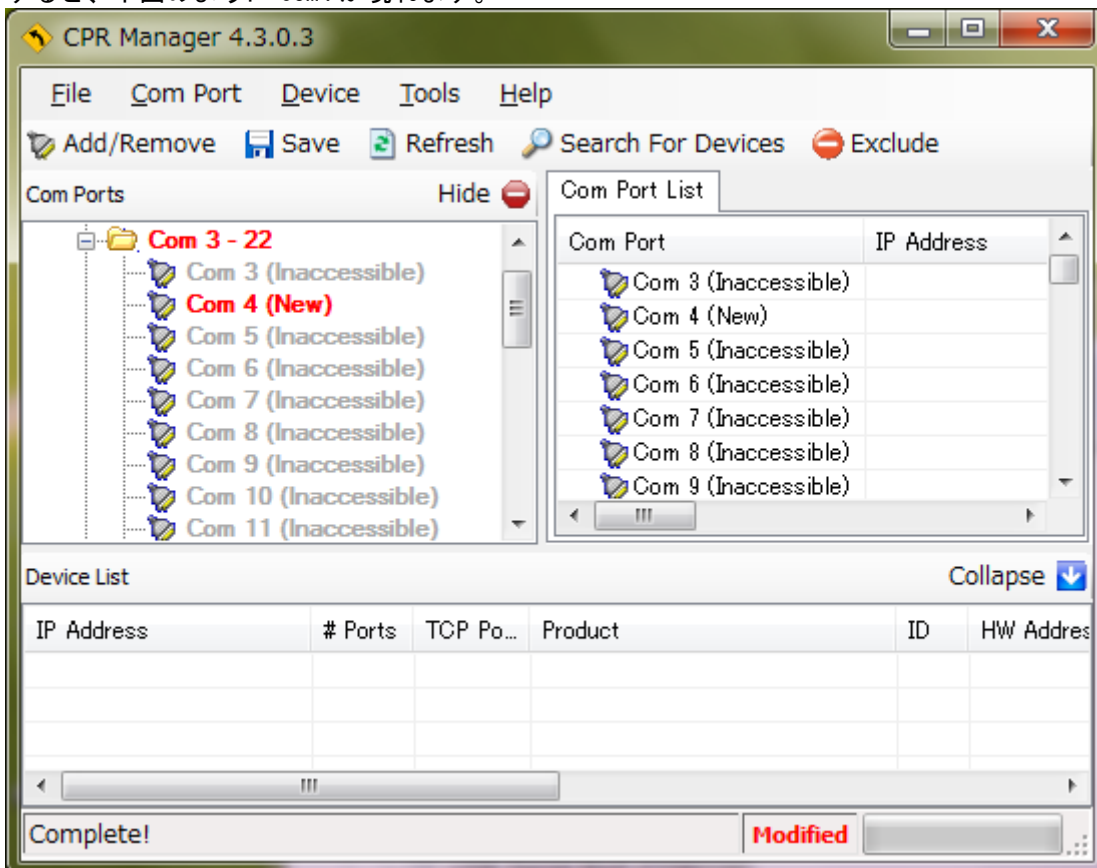 CPR Manager 4.3.0.3
File Com Port Device Tools Help
Add/Remove Save Refresh Search For Devices Exclude
Com Ports Hide
Com 3 - 22
Com 3 (Inaccessible)
Com 4 (New)
Com 5 (Inaccessible)
Com 6 (Inaccessible)
Com 7 (Inaccessible)
Com 8 (Inaccessible)
Com 9 (Inaccessible)
Com 10 (Inaccessible)
Com 11 (Inaccessible)
Com Port List
Com Port IP Address
Com 3 (Inaccessible)
Com 4 (New)
Com 5 (Inaccessible)
Com 6 (Inaccessible)
Com 7 (Inaccessible)
Com 8 (Inaccessible)
Com 9 (Inaccessible)
Device List Collapse
IP Address # Ports TCP Po... Product ID HW Addres
Complete! Modified